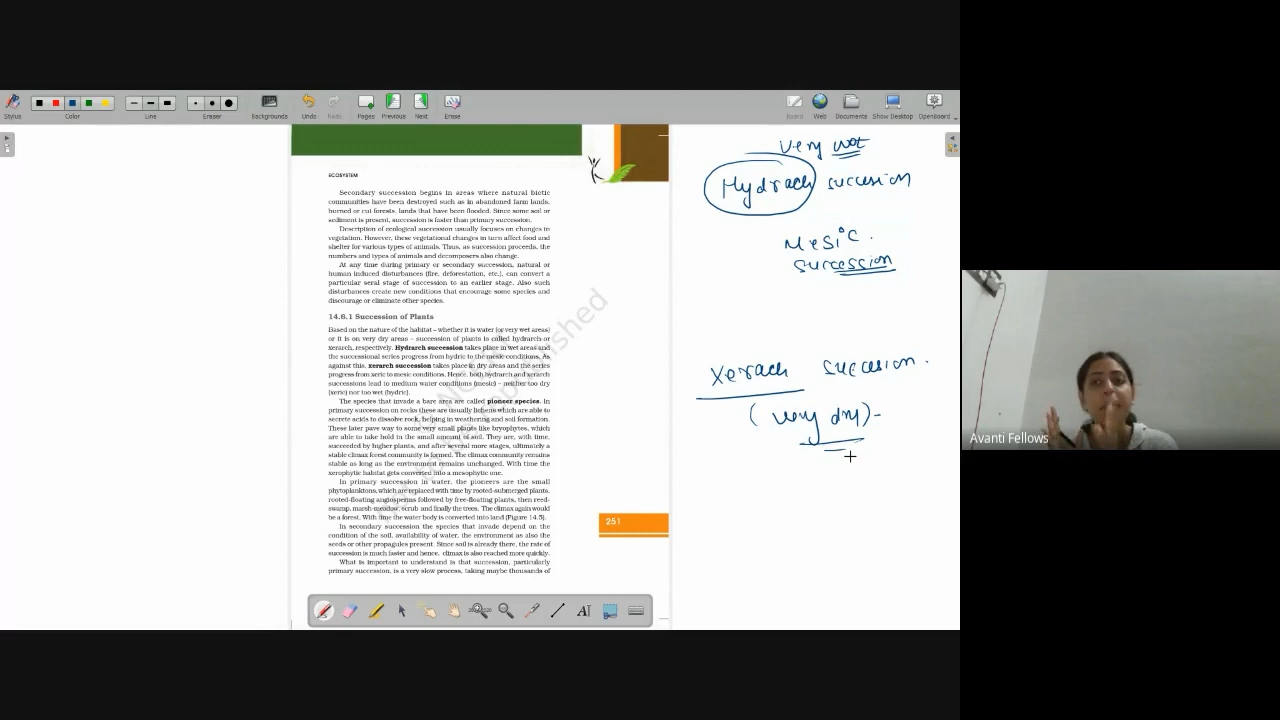 Stylus
Color
Line
Eraser
Backgrounds
Undo
Redo
Pages
Previous
Next
Erase
Board
Web
Documents
Show Desktop
OpenBoard
ECOSYSTEM
Secondary succession begins in areas where natural biotic
communities have been destroyed such as in abandoned farm lands,
burned or cut forests, lands that have been flooded. Since some soil or
sediment is present, succession is faster than primary succession.
Description of ecological succession usually focuses on changes in
vegetation. However, these vegetational changes in turn affect food and
shelter for various types of animals. Thus, as succession proceeds, the
numbers and types of animals and decomposers also change.
At any time during primary or secondary succession, natural or
human induced disturbances (fire, deforestation, etc.), can convert a
particular seral stage of succession to an earlier stage. Also such
disturbances create new conditions that encourage some species and
discourage or eliminate other species.
14.6.1 Succession of Plants
Based on the nature of the habitat – whether it is water (or very wet areas)
or it is on very dry areas – succession of plants is called hydrarch or
xerarch, respectively. Hydrarch succession takes place in wet areas and
the successional series progress from hydric to the mesic conditions. As
against this, xerarch succession takes place in dry areas and the series
progress from xeric to mesic conditions. Hence, both hydrarch and xerarch
successions lead to medium water conditions (mesic) – neither too dry
(xeric) nor too wet (hydric).
The species that invade a bare area are called pioneer species. In
primary succession on rocks these are usually lichens which are able to
secrete acids to dissolve rock, helping in weathering and soil formation.
These later pave way to some very small plants like bryophytes, which
are able to take hold in the small amount of soil. They are, with time,
succeeded by higher plants, and after several more stages, ultimately a
stable climax forest community is formed. The climax community remains
stable as long as the environment remains unchanged. With time the
xerophytic habitat gets converted into a mesophytic one.
In primary succession in water, the pioneers are the small
phytoplanktons, which are replaced with time by rooted-submerged plants,
rooted-floating angiosperms followed by free-floating plants, then reed-
swamp, marsh-meadow, scrub and finally the trees. The climax again would
be a forest. With time the water body is converted into land (Figure 14.5).
In secondary succession the species that invade depend on the
condition of the soil, availability of water, the environment as also the
seeds or other propagules present. Since soil is already there, the rate of
succession is much faster and hence, climax is also reached more quickly.
What is important to understand is that succession, particularly
primary succession, is a very slow process, taking maybe thousands of
251
very wet
Hydrach succesion
Mesic.
succession
Xerach succesion.
(very dry)-
Avanti Fellows